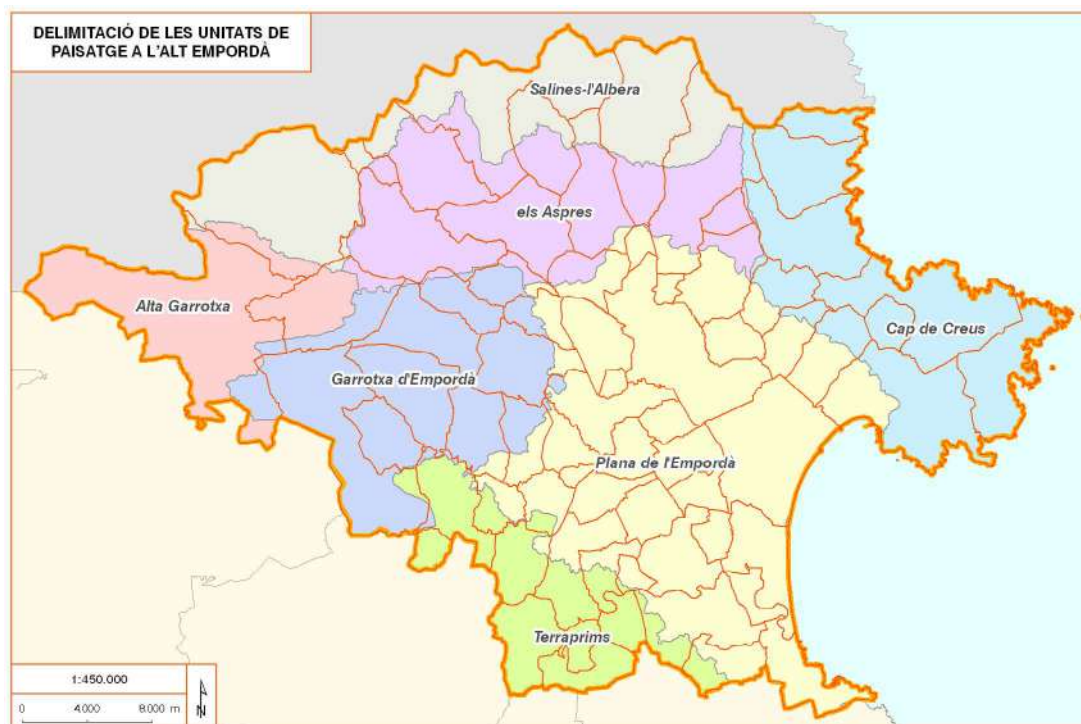 DELIMITACIÓ DE LES UNITATS DE
PAISATGE A L'ALT EMPORDÀ
Salines-l'Albera
els Aspres
Alta Garrotxa
Cap de Creus
Garrotxa d'Empordà
Plana de l'Empordà
Terraprims
1:450.000
0 4.000 8.000 m
N